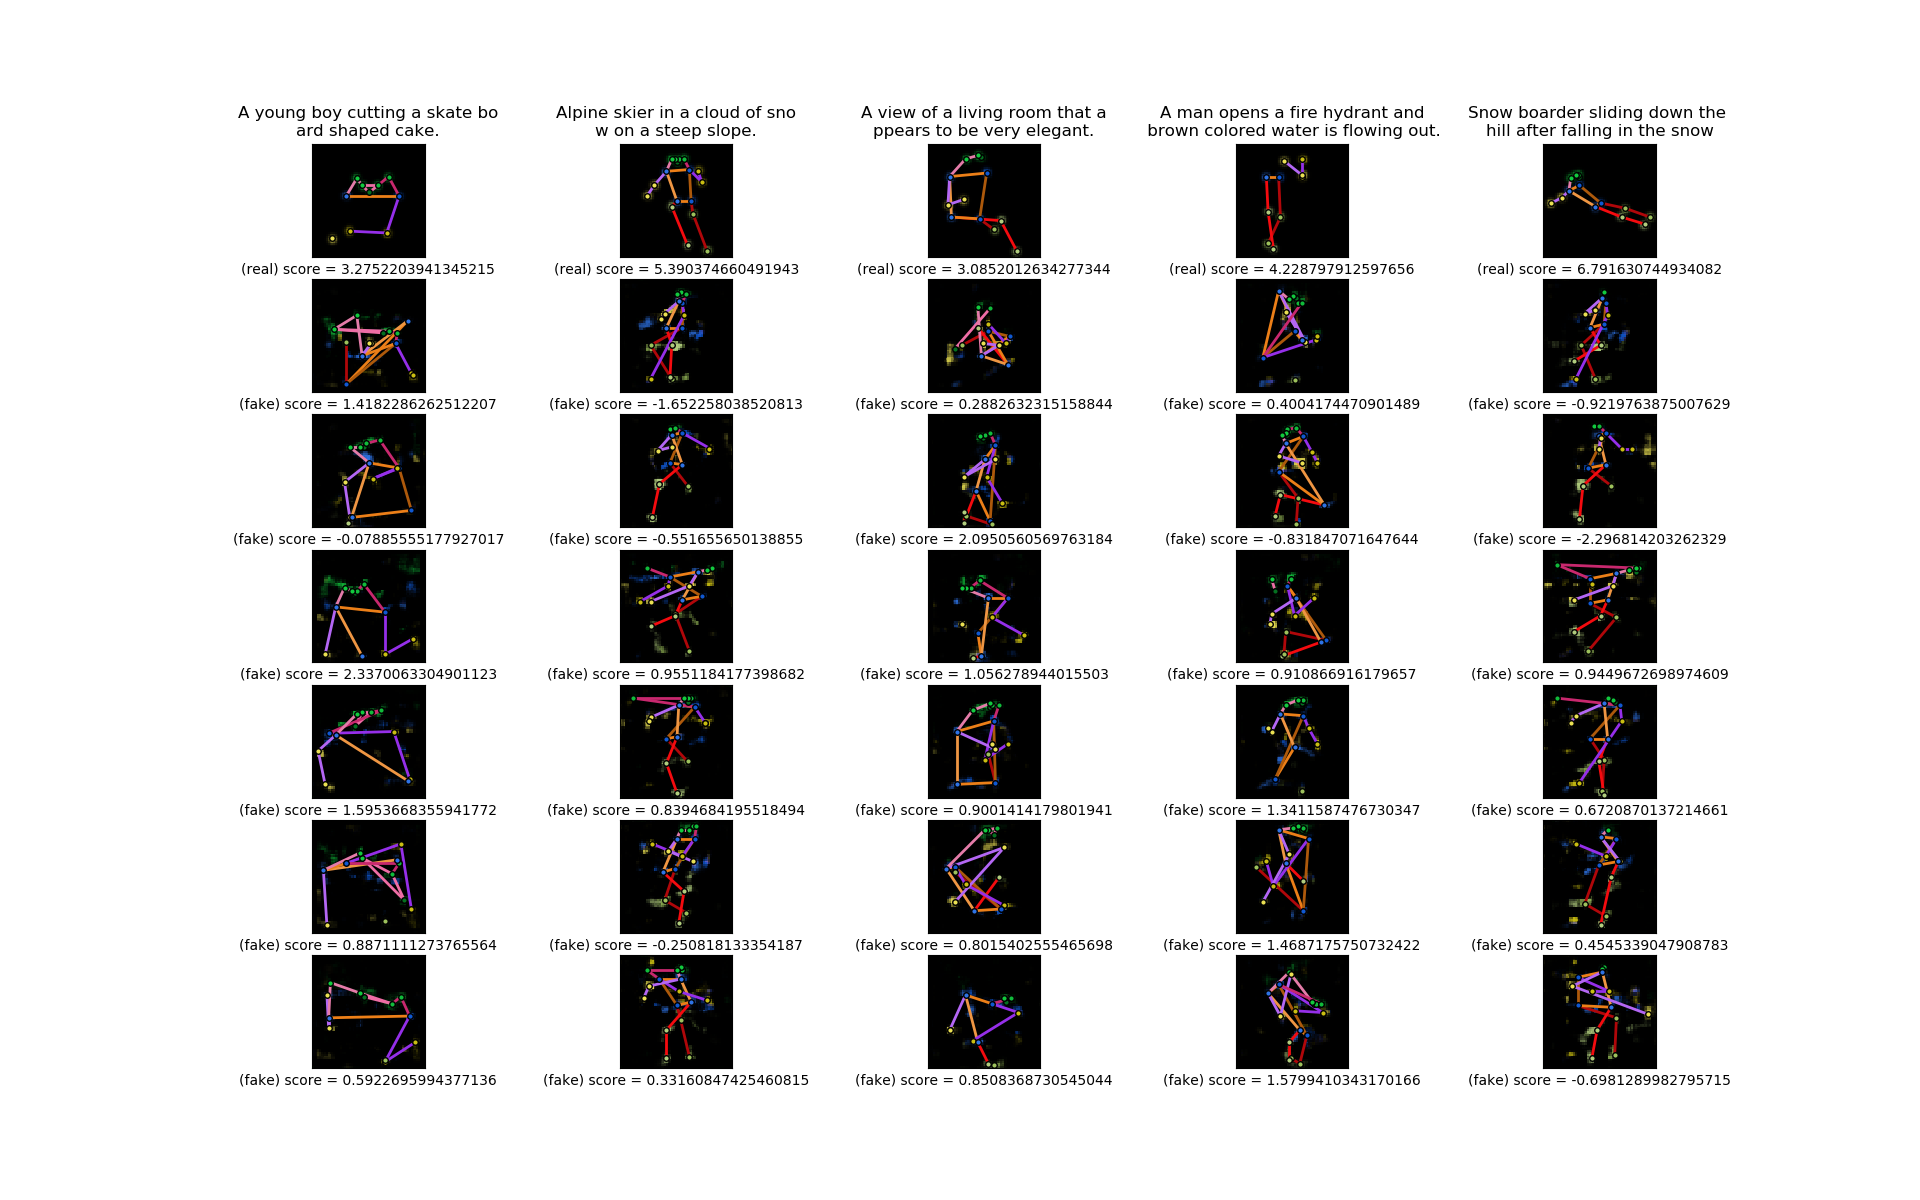 A young boy cutting a skate bo
ard shaped cake.
Alpine skier in a cloud of sno
w on a steep slope.
A view of a living room that a
ppears to be very elegant.
A man opens a fire hydrant and
brown colored water is flowing out.
Snow boarder sliding down the
hill after falling in the snow
(real) score = 3.2752203941345215
(real) score = 5.390374660491943
(real) score = 3.0852012634277344
(real) score = 4.228797912597656
(real) score = 6.791630744934082
(fake) score = 1.4182286262512207
(fake) score = -1.652258038520813
(fake) score = 0.2882632315158844
(fake) score = 0.4004174470901489
(fake) score = -0.9219763875007629
(fake) score = -0.07885555177927017
(fake) score = -0.551655650138855
(fake) score = 2.0950560569763184
(fake) score = -0.831847071647644
(fake) score = -2.296814203262329
(fake) score = 2.3370063304901123
(fake) score = 0.9551184177398682
(fake) score = 1.056278944015503
(fake) score = 0.910866916179657
(fake) score = 0.9449672698974609
(fake) score = 1.5953668355941772
(fake) score = 0.8394684195518494
(fake) score = 0.9001414179801941
(fake) score = 1.3411587476730347
(fake) score = 0.6720870137214661
(fake) score = 0.8871111273765564
(fake) score = -0.250818133354187
(fake) score = 0.8015402555465698
(fake) score = 1.4687175750732422
(fake) score = 0.4545339047908783
(fake) score = 0.5922695994377136
(fake) score = 0.33160847425460815
(fake) score = 0.8508368730545044
(fake) score = 1.5799410343170166
(fake) score = -0.6981289982795715